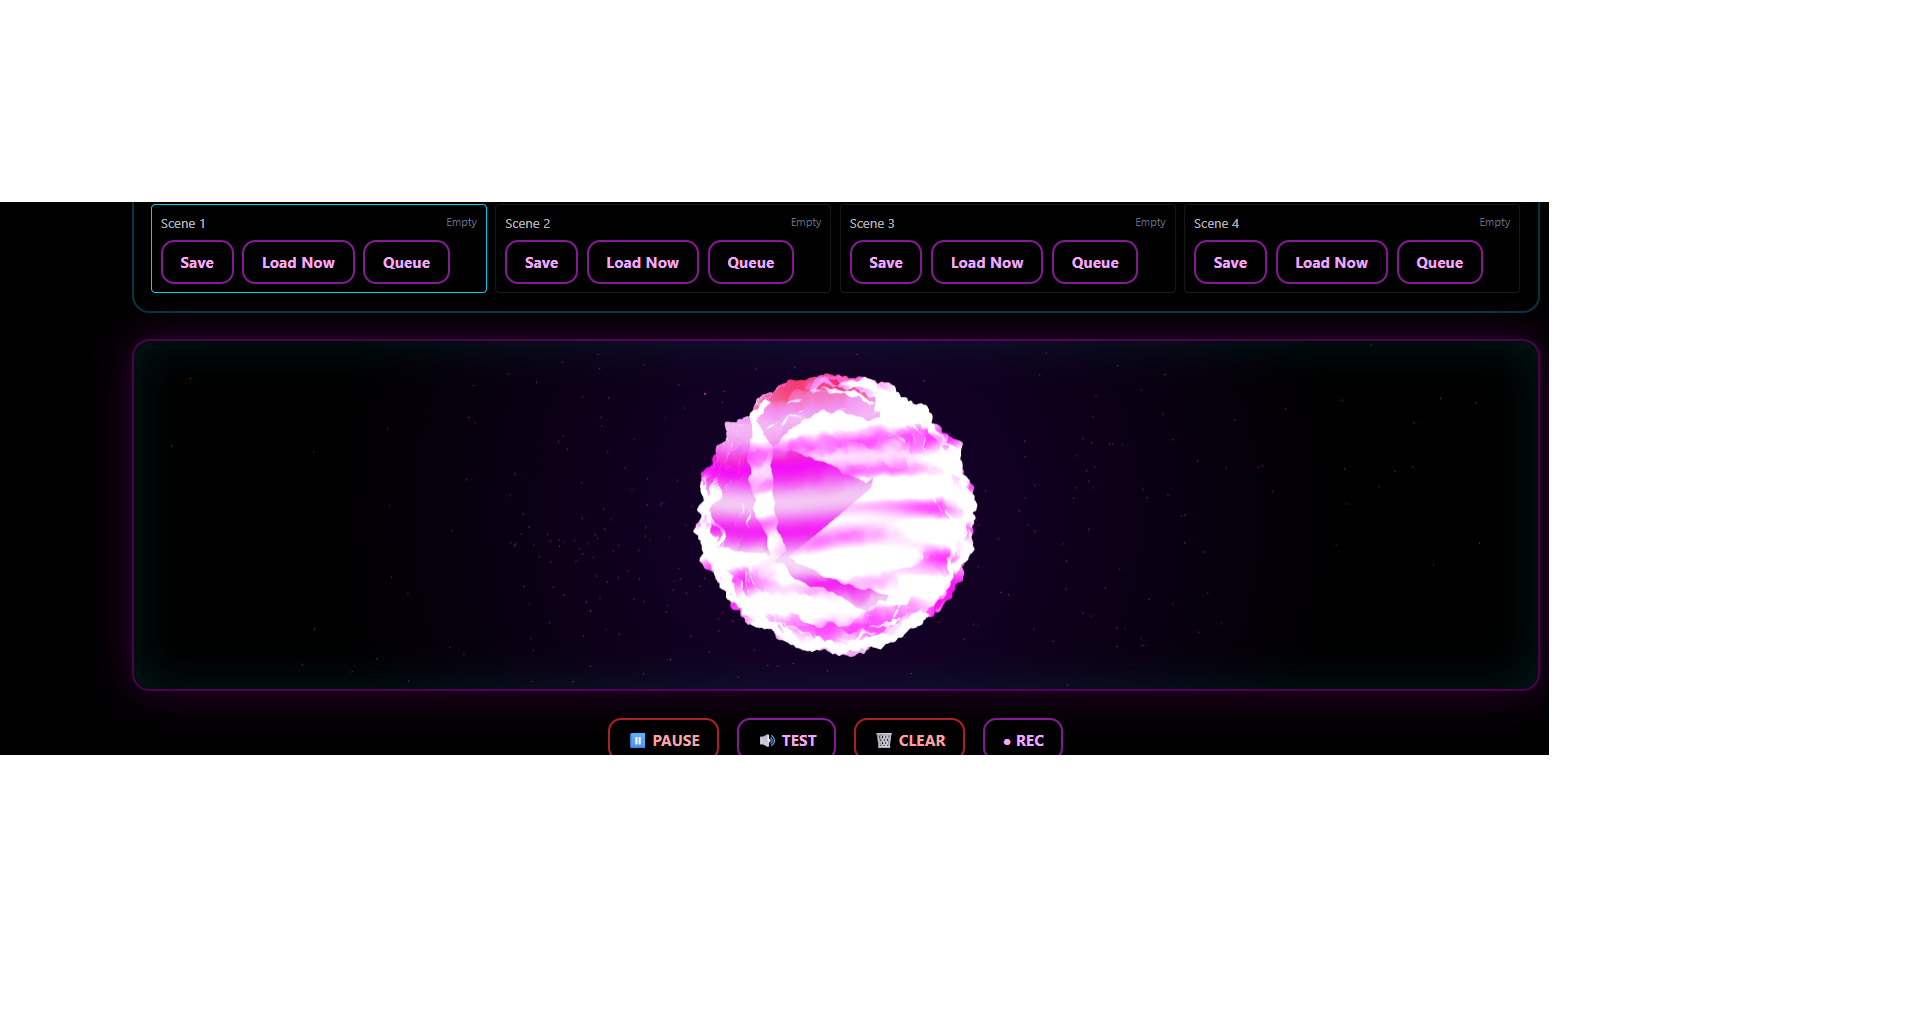 Scene 1 Empty Scene 2 Empty Scene 3 Empty Scene 4 Empty
Save Load Now Queue Save Load Now Queue Save Load Now Queue Save Load Now Queue
⏸ PAUSE 🔊 TEST 🗑 CLEAR ● REC